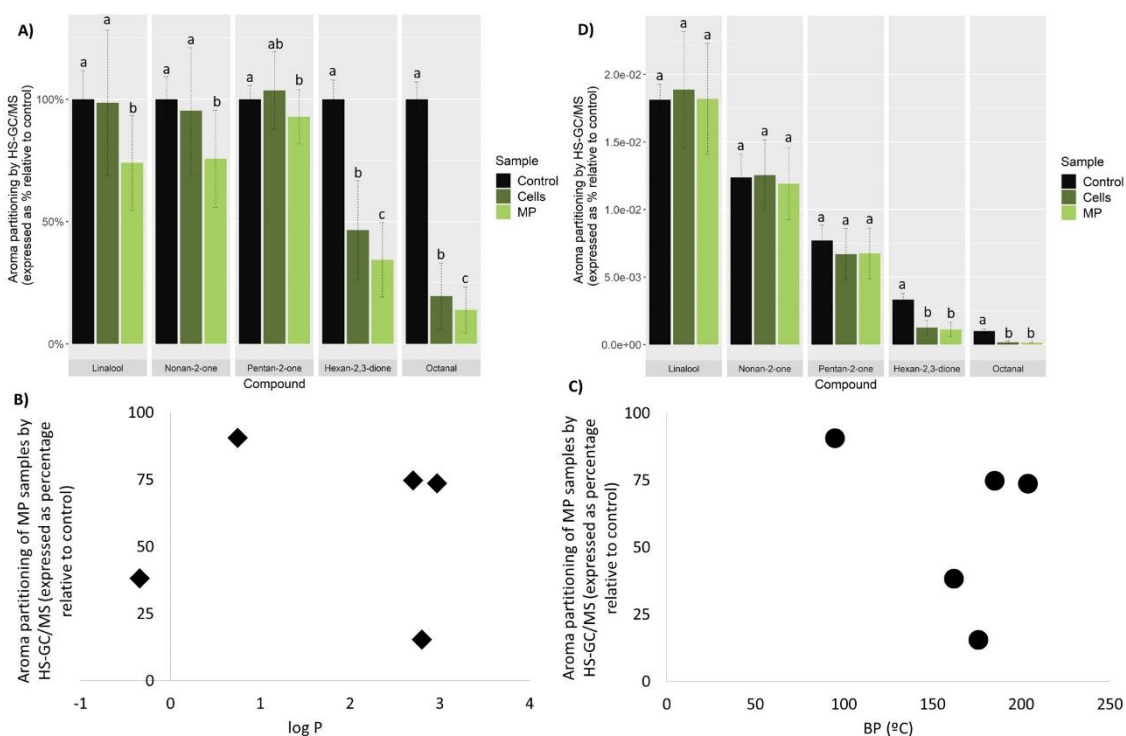 A)
Aroma partitioning by HS-GC/MS
(expressed as % relative to control)
100%
50%
0%
a a b
a a b
a ab b
a b c
a b c
Linalool Nonan-2-one Pentan-2-one Hexan-2,3-dione Octanal
Compound
Sample
Control
Cells
MP
D)
Aroma partitioning by HS-GC/MS
(expressed as % relative to control)
2.0e-02
1.5e-02
1.0e-02
5.0e-03
0.0e+00
a a a
a a a
a a a
a b b
a b b
Linalool Nonan-2-one Pentan-2-one Hexan-2,3-dione Octanal
Compound
Sample
Control
Cells
MP
B)
Aroma partitioning of MP samples by
HS-GC/MS (expressed as percentage
relative to control)
100
75
50
25
0
-1 0 1 2 3 4
log P
C)
Aroma partitioning of MP samples by
HS-GC/MS (expressed as percentage
relative to control)
100
75
50
25
0
0 50 100 150 200 250
BP (ºC)